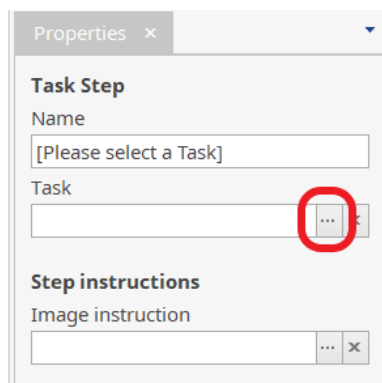 Properties ×
Task Step
Name
[Please select a Task]
Task
...
Step instructions
Image instruction
... ×